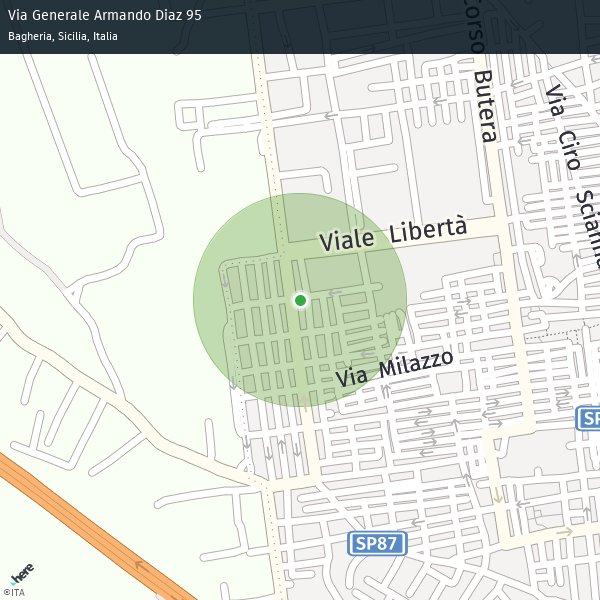 Via Generale Armando Diaz 95
Bagheria, Sicilia, Italia
Corso Butera
Via Ciro Scianna
Viale Libertà
Via Milazzo
SP
SP87
here
©ITA